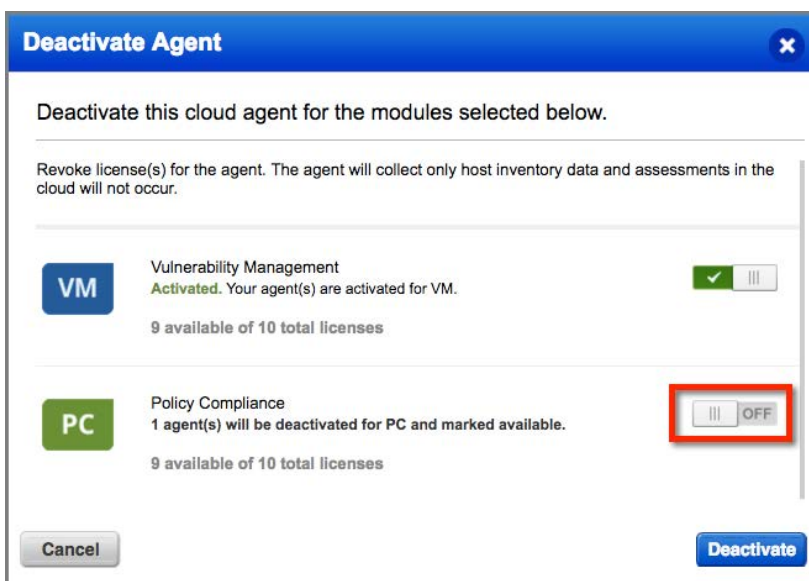 Deactivate Agent
Deactivate this cloud agent for the modules selected below.
Revoke license(s) for the agent. The agent will collect only host inventory data and assessments in the
cloud will not occur.
VM
Vulnerability Management
Activated. Your agent(s) are activated for VM.
9 available of 10 total licenses
PC
Policy Compliance
1 agent(s) will be deactivated for PC and marked available.
OFF
9 available of 10 total licenses
Cancel
Deactivate